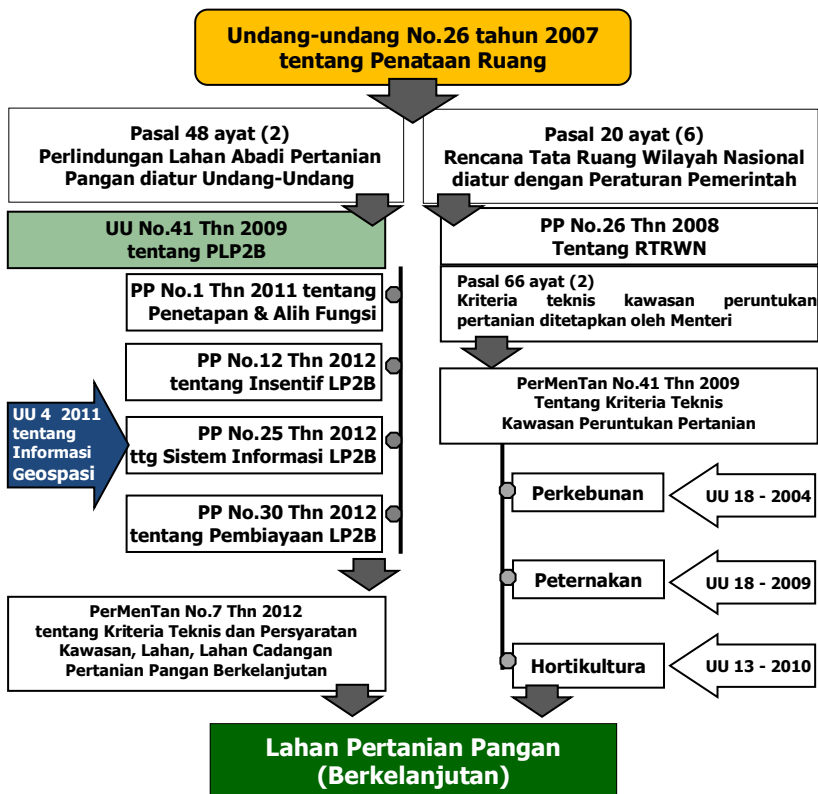 Undang-undang No.26 tahun 2007
tentang Penataan Ruang
Pasal 48 ayat (2)
Perlindungan Lahan Abadi Pertanian
Pangan diatur Undang-Undang
Pasal 20 ayat (6)
Rencana Tata Ruang Wilayah Nasional
diatur dengan Peraturan Pemerintah
UU No.41 Thn 2009
tentang PLP2B
PP No.26 Thn 2008
Tentang RTRWN
PP No.1 Thn 2011 tentang
Penetapan & Alih Fungsi
Pasal 66 ayat (2)
Kriteria teknis kawasan peruntukan
pertanian ditetapkan oleh Menteri
PP No.12 Thn 2012
tentang Insentif LP2B
PerMenTan No.41 Thn 2009
Tentang Kriteria Teknis
Kawasan Peruntukan Pertanian
UU 4 2011
tentang
Informasi
Geospasi
PP No.25 Thn 2012
ttg Sistem Informasi LP2B
PP No.30 Thn 2012
tentang Pembiayaan LP2B
Perkebunan
UU 18 - 2004
Peternakan
UU 18 - 2009
Hortikultura
UU 13 - 2010
PerMenTan No.7 Thn 2012
tentang Kriteria Teknis dan Persyaratan
Kawasan, Lahan, Lahan Cadangan
Pertanian Pangan Berkelanjutan
Lahan Pertanian Pangan
(Berkelanjutan)